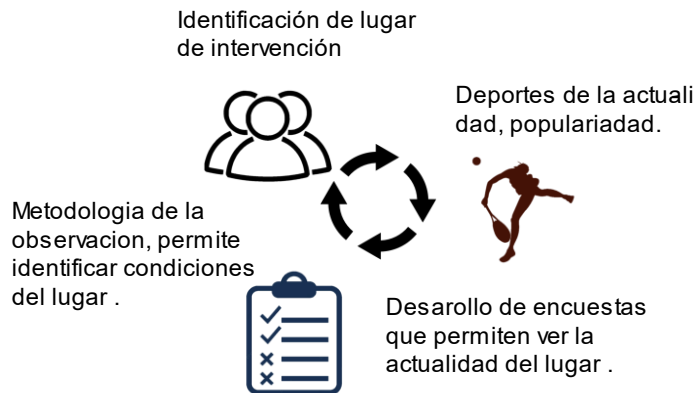 Identificación de lugar
de intervención
Deportes de la actuali
dad, populariadad.
Metodologia de la
observacion, permite
identificar condiciones
del lugar .
Desarollo de encuestas
que permiten ver la
actualidad del lugar .